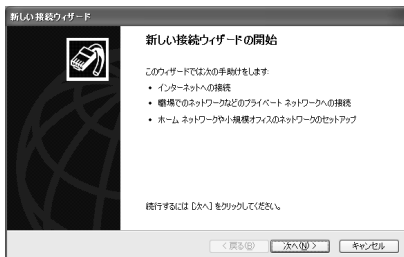 新しい接続ウィザード
新しい接続ウィザードの開始
このウィザードでは次の手助けをします:
• インターネットへの接続
• 職場でのネットワークなどのプライベート ネットワークへの接続
• ホーム ネットワークや小規模オフィスのネットワークのセットアップ
続行するには [次へ] をクリックしてください。
< 戻る(B) 次へ(N) > キャンセル